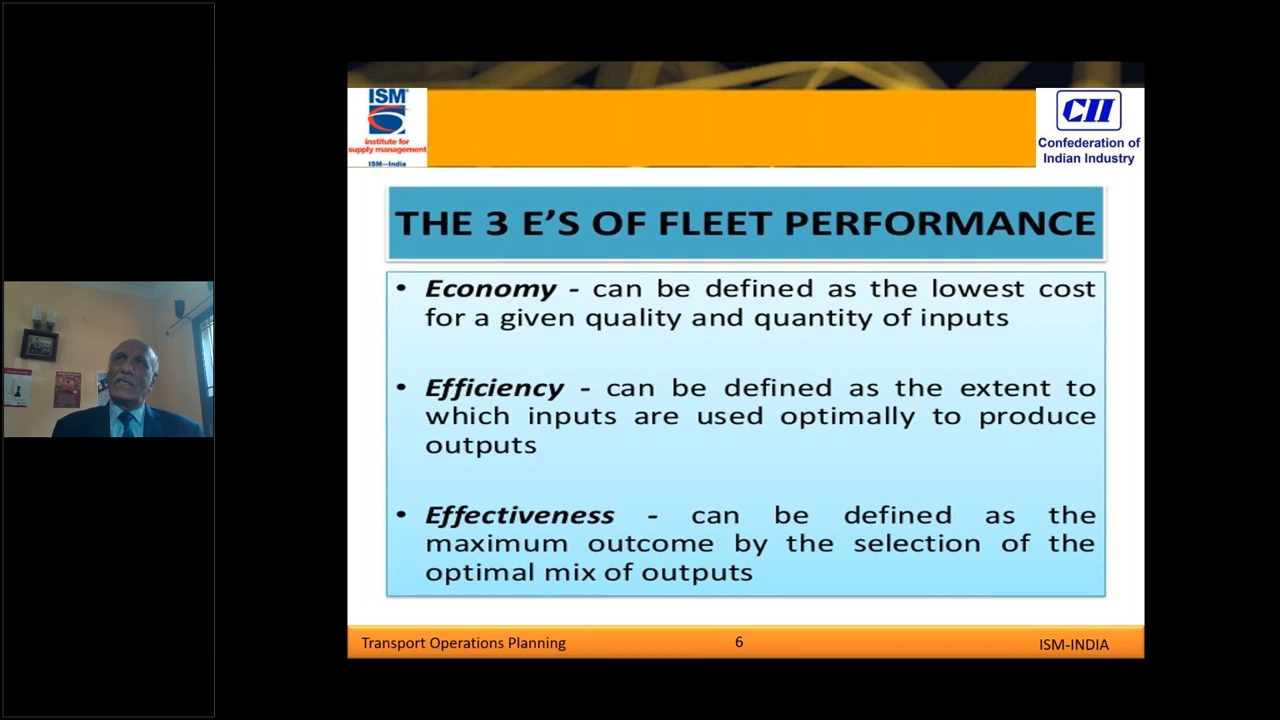 ISM
institute for
supply management
ISM—India
CII
Confederation of
Indian Industry
THE 3 E'S OF FLEET PERFORMANCE
• Economy - can be defined as the lowest cost
for a given quality and quantity of inputs
• Efficiency - can be defined as the extent to
which inputs are used optimally to produce
outputs
• Effectiveness - can be defined as the
maximum outcome by the selection of the
optimal mix of outputs
Transport Operations Planning
6
ISM-INDIA